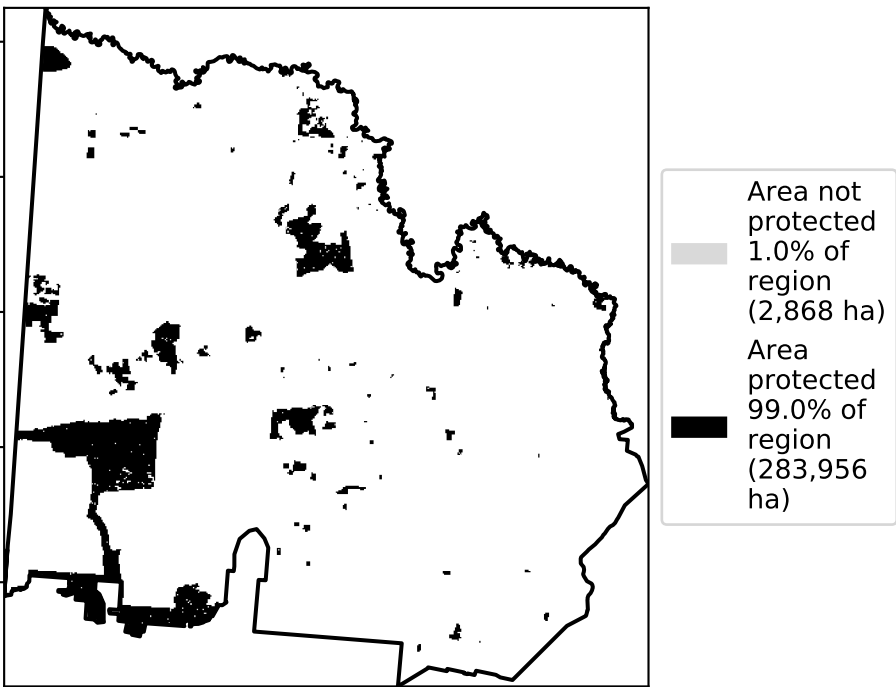 Area not
protected
1.0% of
region
(2,868 ha)
Area
protected
99.0% of
region
(283,956
ha)